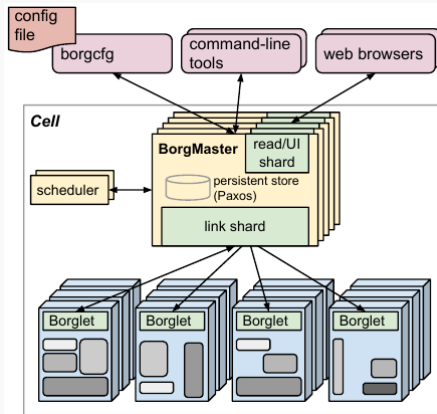 config
file
borgcfg
command-line
tools
web browsers
Cell
BorgMaster
read/UI
shard
persistent store
(Paxos)
scheduler
link shard
Borglet
Borglet
Borglet
Borglet